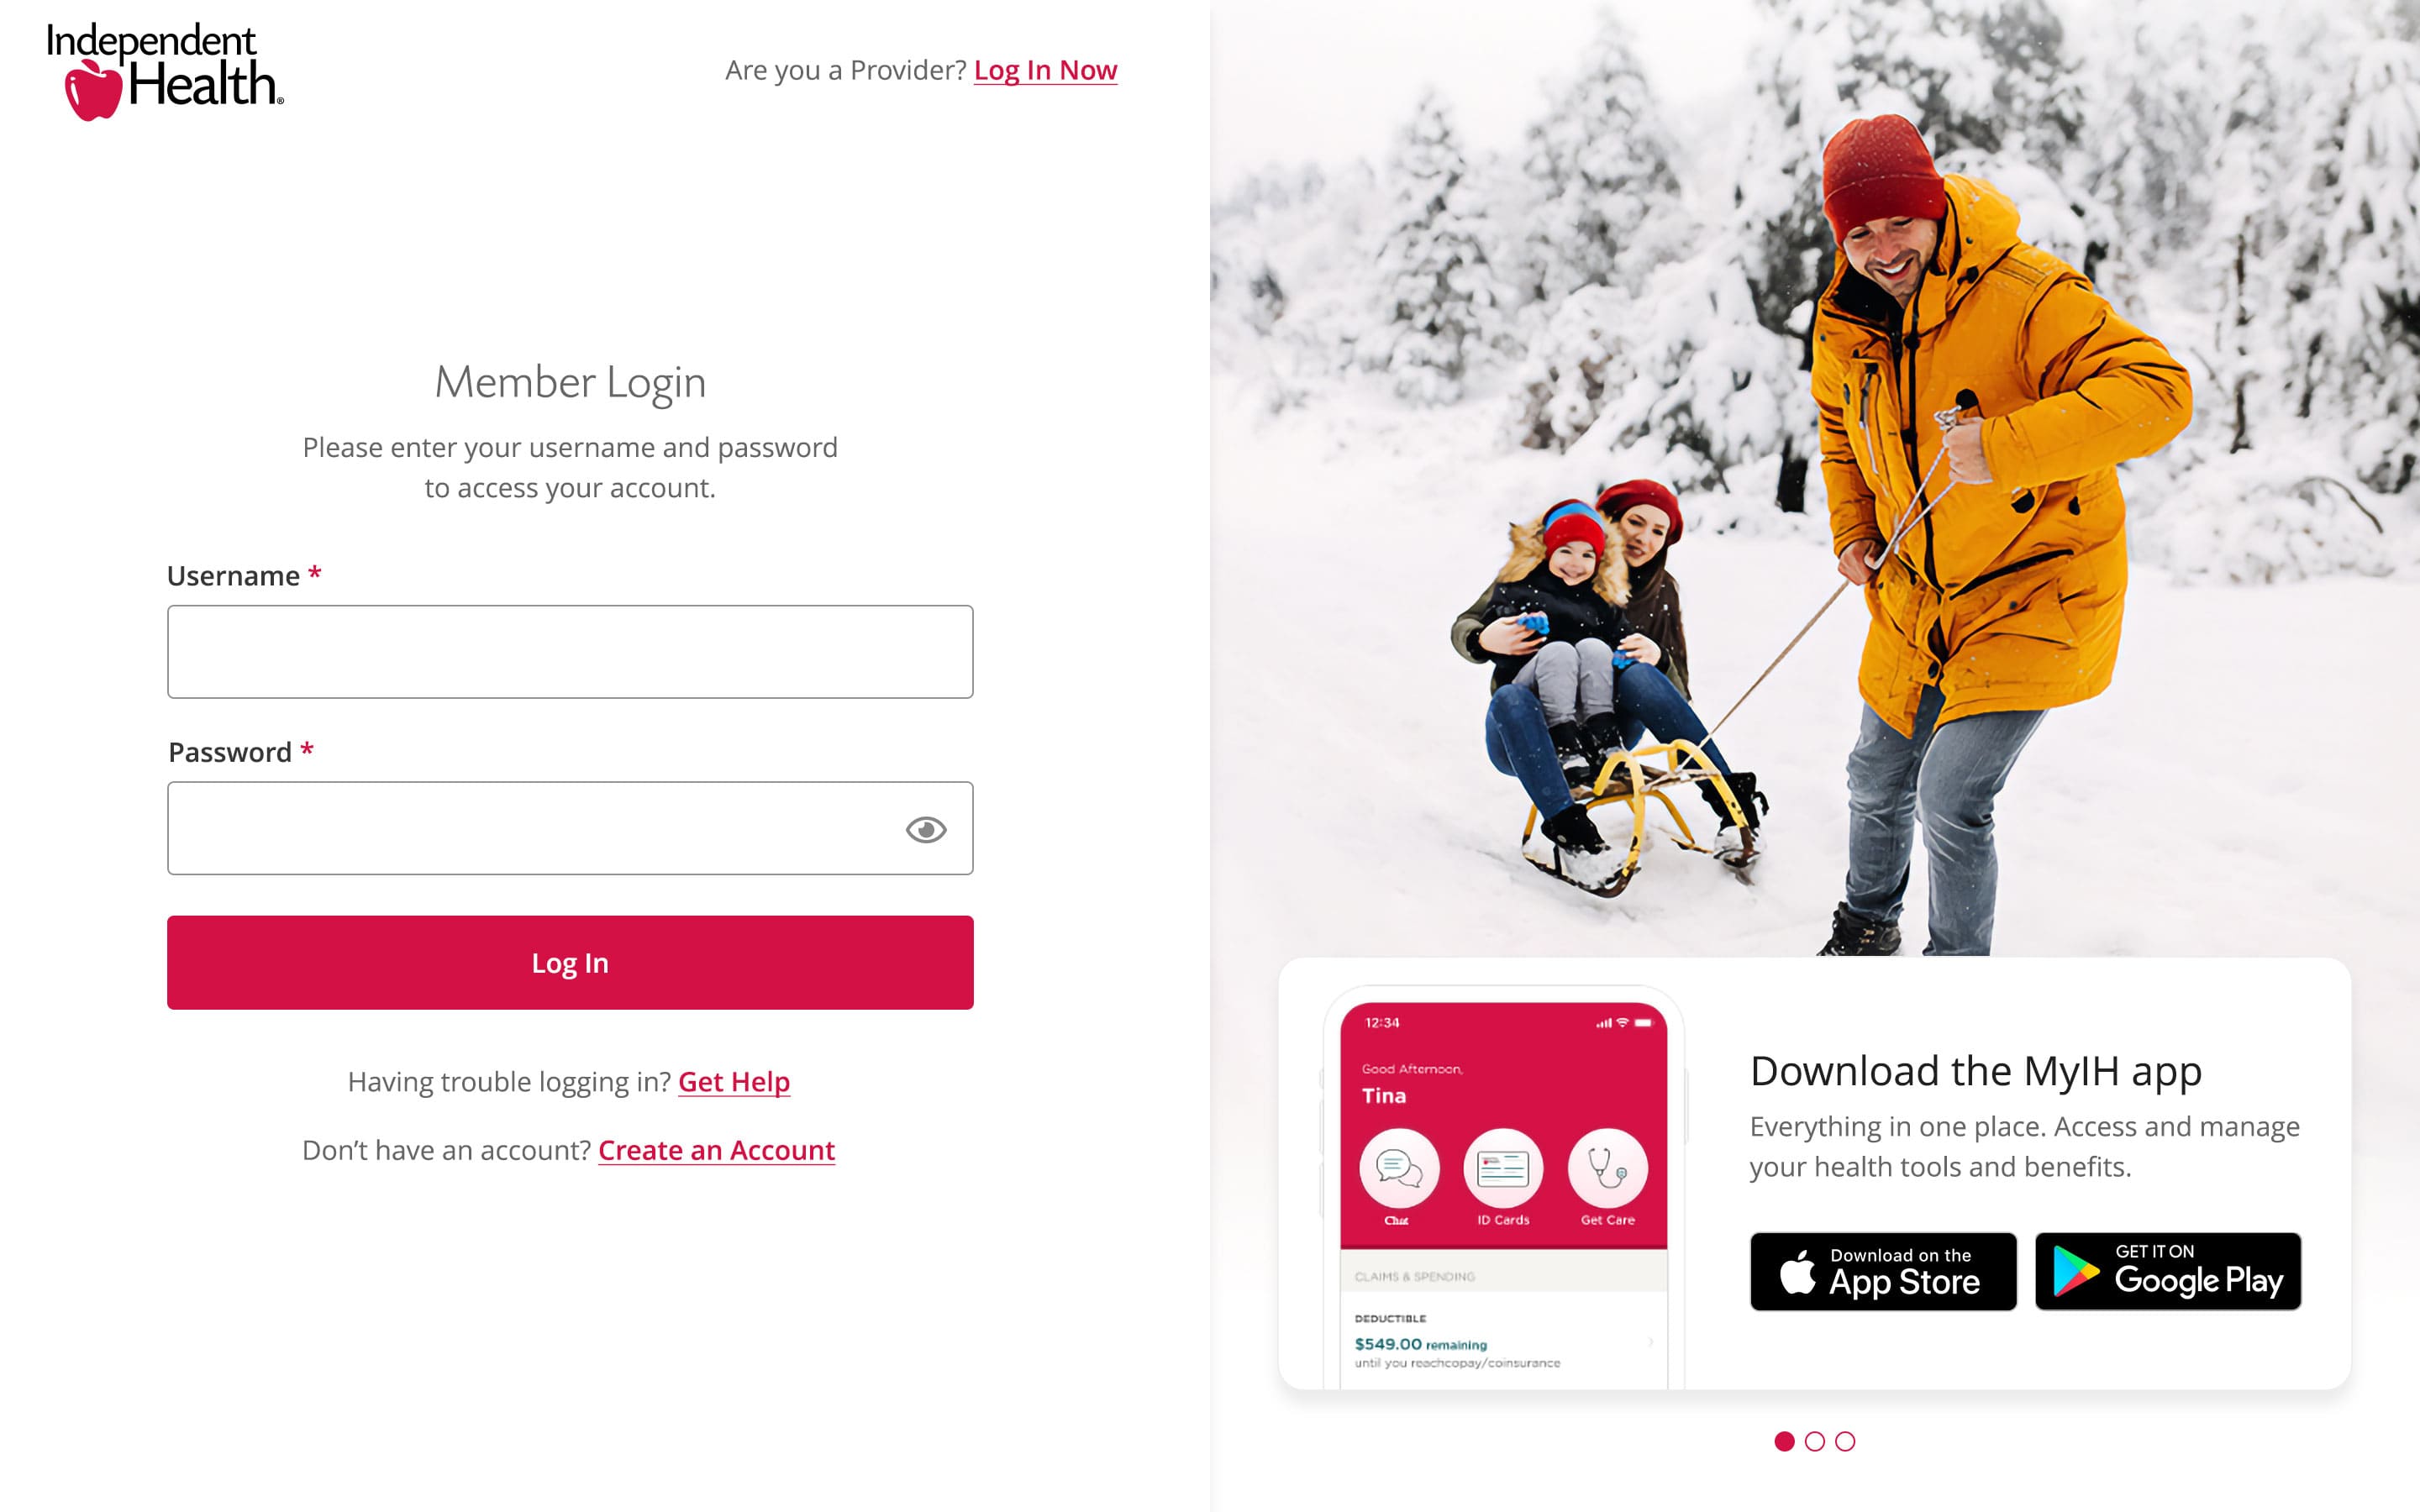 Independent
Health®
Are you a Provider? Log In Now
Member Login
Please enter your username and password
to access your account.
Username *
Password *
Log In
Having trouble logging in? Get Help
Don’t have an account? Create an Account
12:34
Good Afternoon,
Tina
Chat
ID Cards
Get Care
CLAIMS & SPENDING
DEDUCTIBLE
$549.00 remaining
until you reachcopay/coinsurance
Download the MyIH app
Everything in one place. Access and manage
your health tools and benefits.
Download on the
App Store
GET IT ON
Google Play